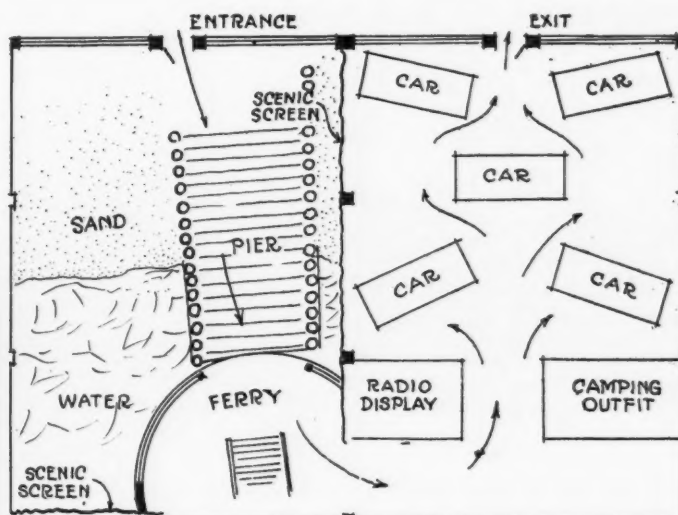 ENTRANCE
EXIT
CAR
CAR
SCENIC
SCREEN
CAR
SAND
PIER
CAR
CAR
WATER
FERRY
RADIO
DISPLAY
CAMPING
OUTFIT
SCENIC
SCREEN